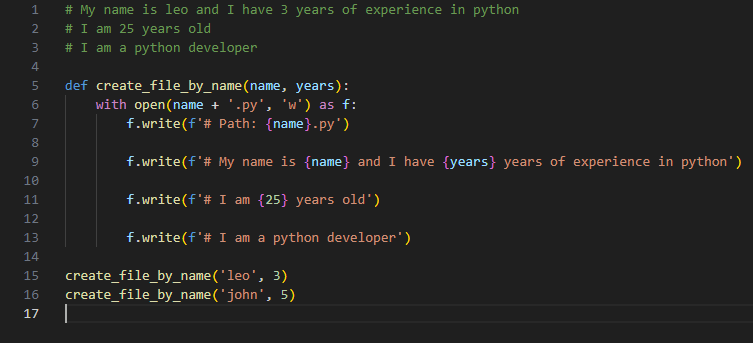 1 # My name is leo and I have 3 years of experience in python
2 # I am 25 years old
3 # I am a python developer
4
5 def create_file_by_name(name, years):
6     with open(name + '.py', 'w') as f:
7         f.write(f'# Path: {name}.py')
8
9         f.write(f'# My name is {name} and I have {years} years of experience in python')
10
11         f.write(f'# I am {25} years old')
12
13         f.write(f'# I am a python developer')
14
15 create_file_by_name('leo', 3)
16 create_file_by_name('john', 5)
17